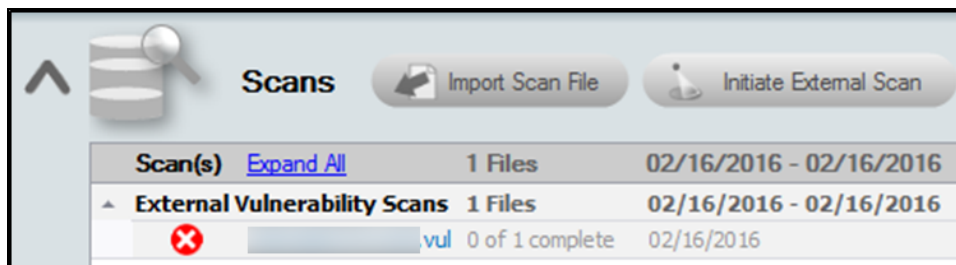 Scans Import Scan File Initiate External Scan
Scan(s) Expand All 1 Files 02/16/2016 - 02/16/2016
External Vulnerability Scans 1 Files 02/16/2016 - 02/16/2016
.vul 0 of 1 complete 02/16/2016